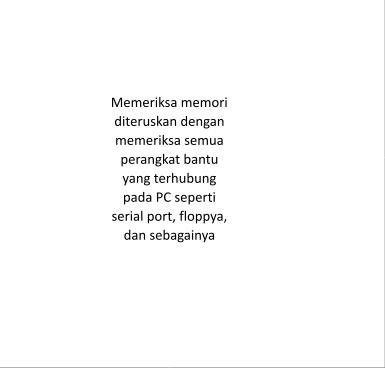 Memeriksa memori
diteruskan dengan
memeriksa semua
perangkat bantu
yang terhubung
pada PC seperti
serial port, floppya,
dan sebagainya